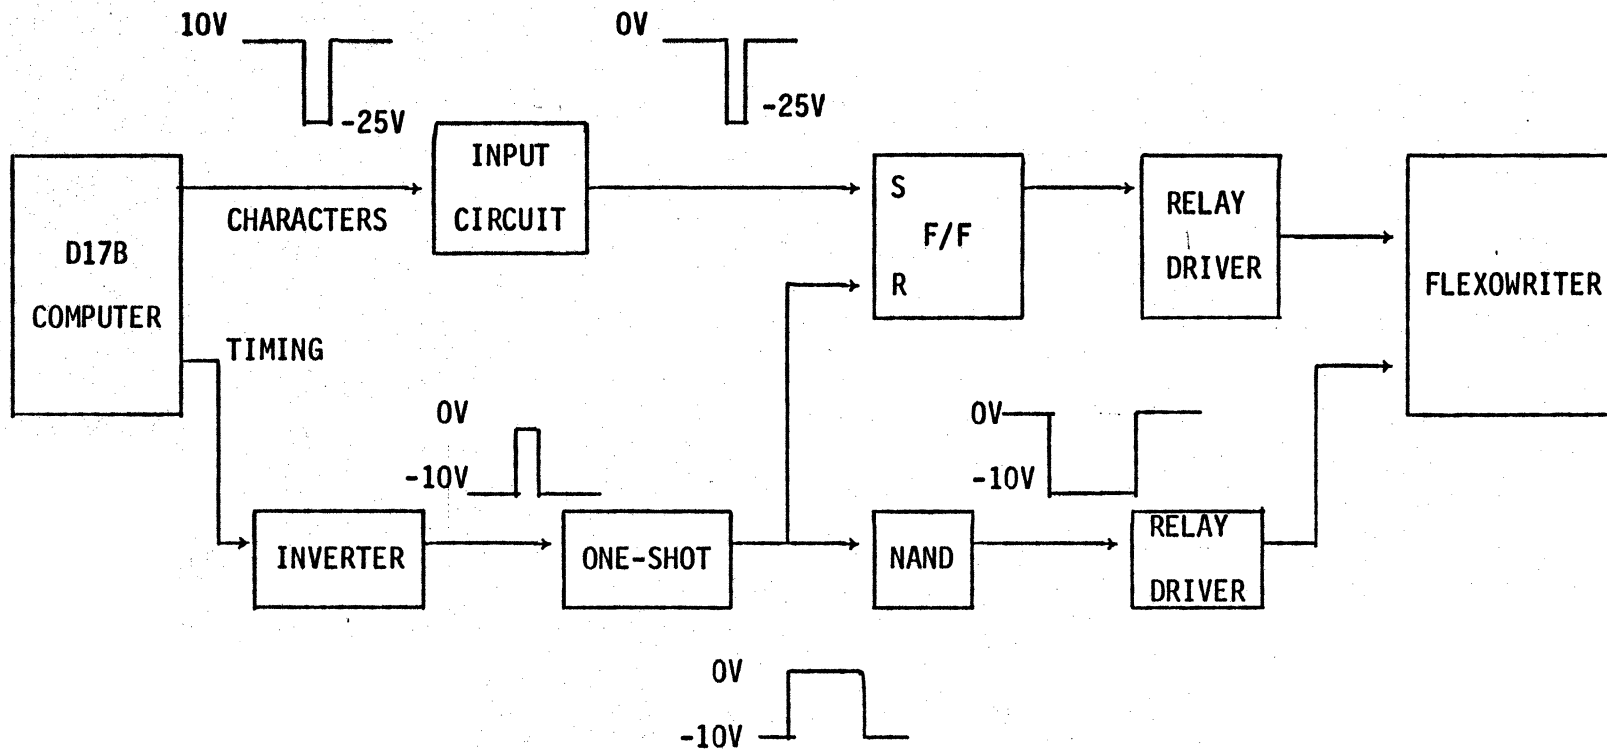 10V
-25V
0V
-25V
D17B
COMPUTER
CHARACTERS
INPUT
CIRCUIT
S
F/F
R
RELAY
DRIVER
FLEXOWRITER
TIMING
0V
-10V
0V
-10V
INVERTER
ONE-SHOT
NAND
RELAY
DRIVER
0V
-10V